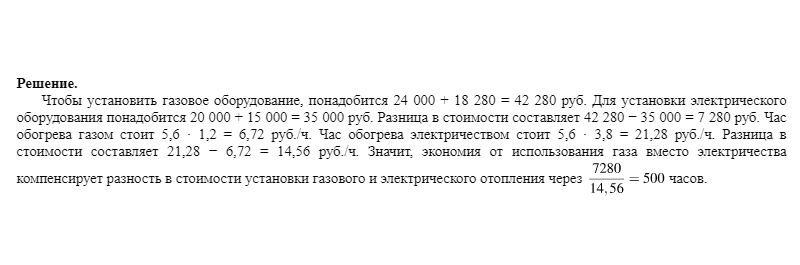 Решение.
Чтобы установить газовое оборудование, понадобится 24 000 + 18 280 = 42 280 руб. Для установки электрического
оборудования понадобится 20 000 + 15 000 = 35 000 руб. Разница в стоимости составляет 42 280 − 35 000 = 7 280 руб. Час
обогрева газом стоит 5,6 · 1,2 = 6,72 руб./ч. Час обогрева электричеством стоит 5,6 · 3,8 = 21,28 руб./ч. Разница в
стоимости составляет 21,28 − 6,72 = 14,56 руб./ч. Значит, экономия от использования газа вместо электричества
компенсирует разность в стоимости установки газового и электрического отопления через 7280/14,56 = 500 часов.